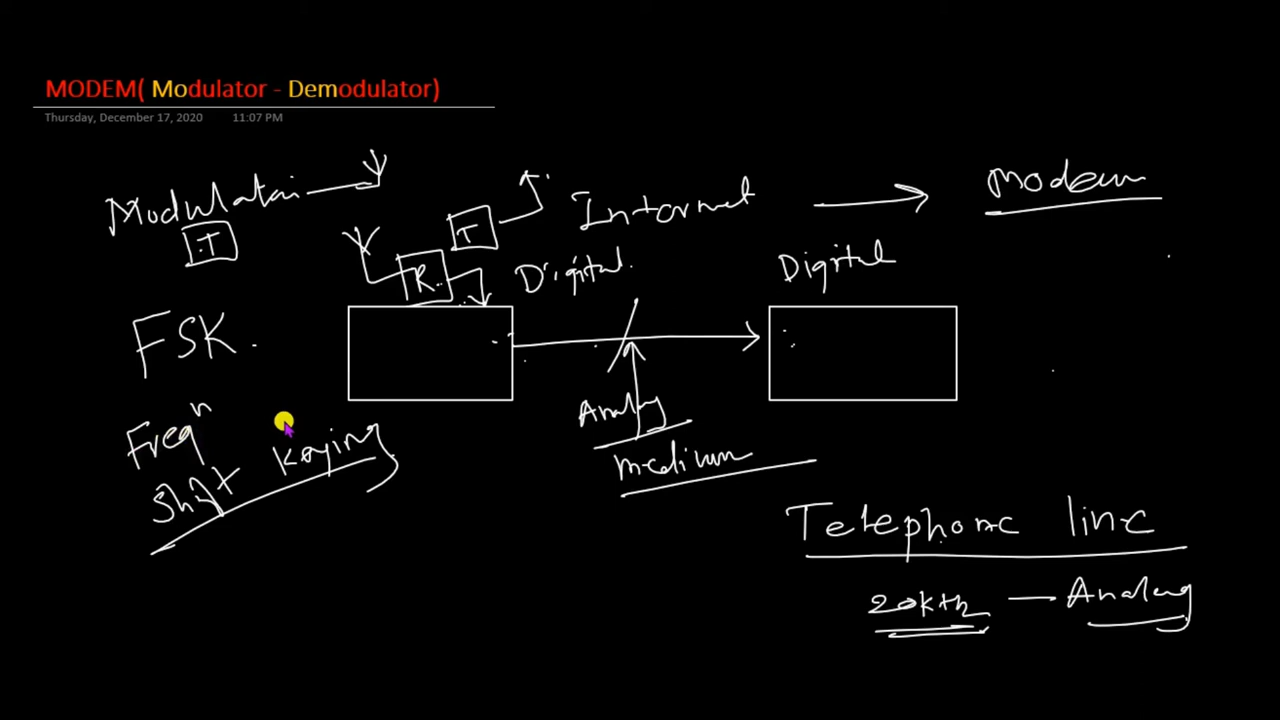 MODEM( Modulator - Demodulator)
Thursday, December 17, 2020 11:07 PM
Modulator
T
T
Internet
Modem
R
Digital
Digital
FSK
Freqn
Shift Keying
Analog
medium
Telephone line
20kHz — Analog